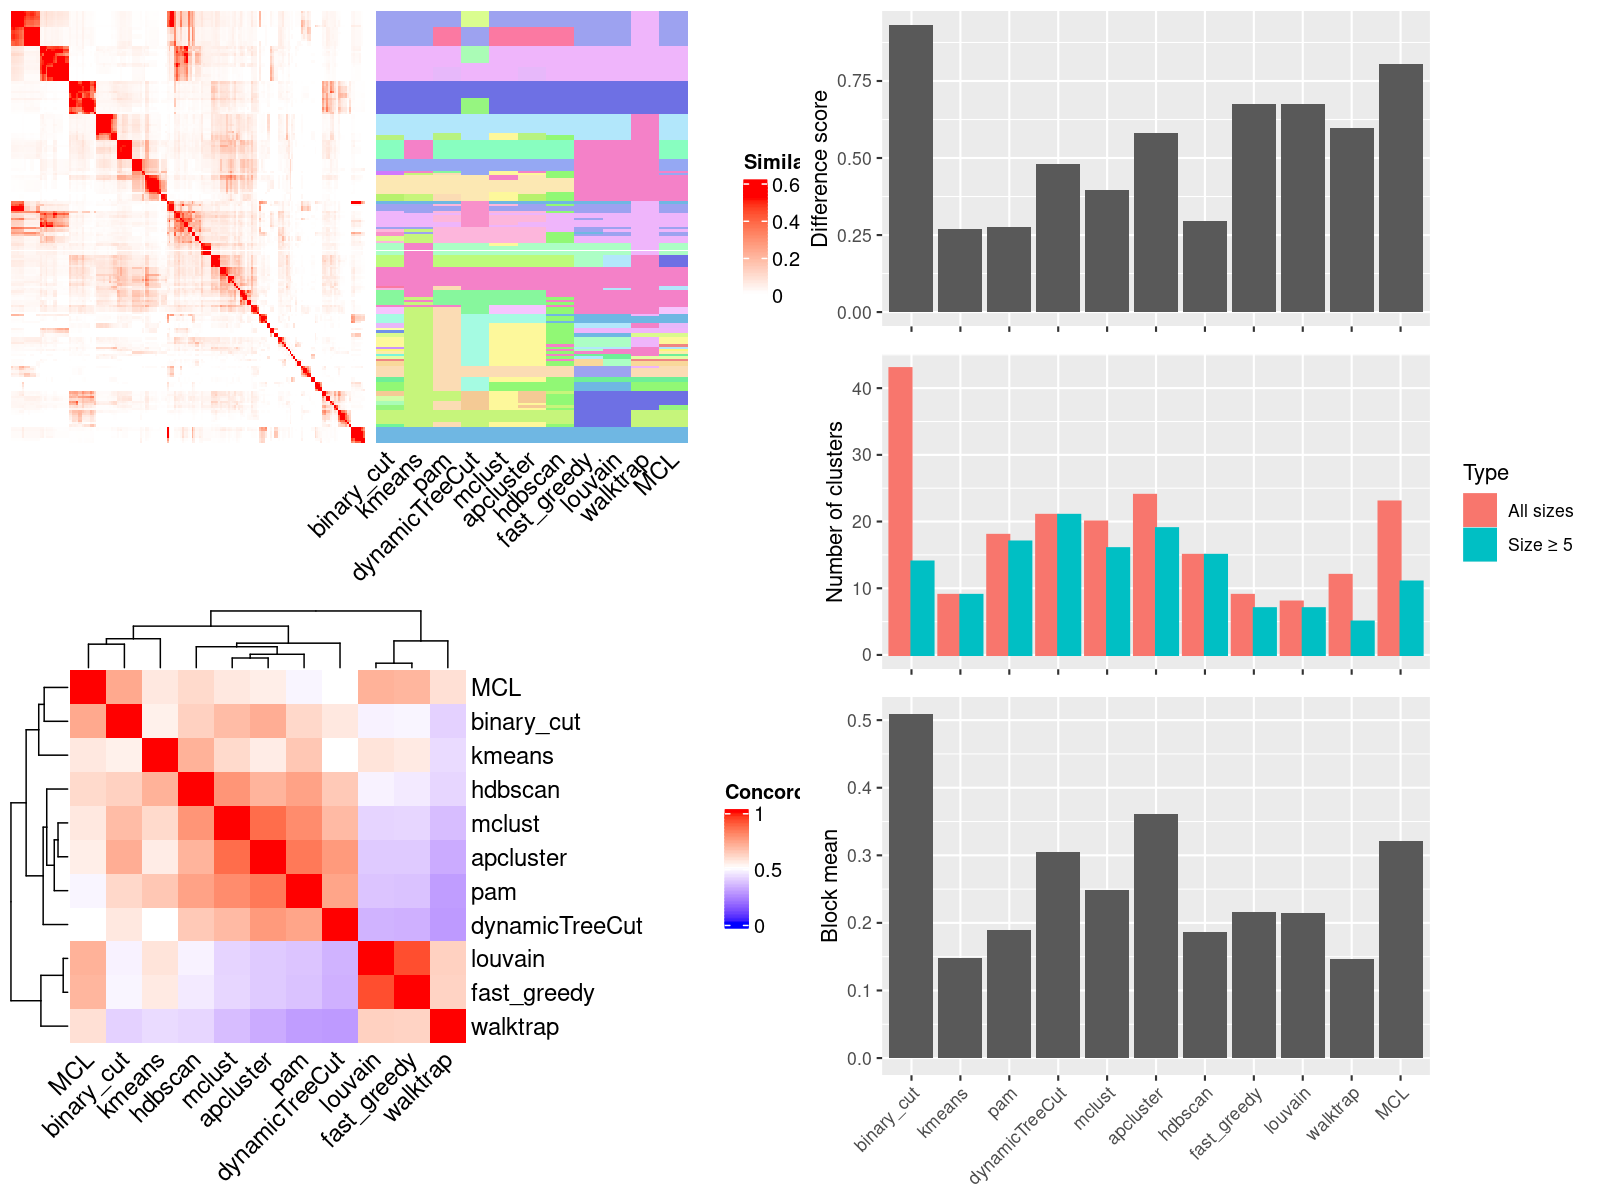 Simila
0.6
0.4
0.2
0
binary_cut
kmeans
pam
dynamicTreeCut
mclust
apcluster
hdbscan
fast_greedy
louvain
walktrap
MCL
MCL
binary_cut
kmeans
hdbscan
mclust
apcluster
pam
dynamicTreeCut
louvain
fast_greedy
walktrap
MCL
binary_cut
kmeans
hdbscan
mclust
apcluster
pam
dynamicTreeCut
louvain
fast_greedy
walktrap
Concord
1
0.5
0
Difference score
0.75
0.50
0.25
0.00
Number of clusters
40
30
20
10
0
Type
All sizes
Size ≥ 5
Block mean
0.5
0.4
0.3
0.2
0.1
0.0
binary_cut
kmeans
pam
dynamicTreeCut
mclust
apcluster
hdbscan
fast_greedy
louvain
walktrap
MCL